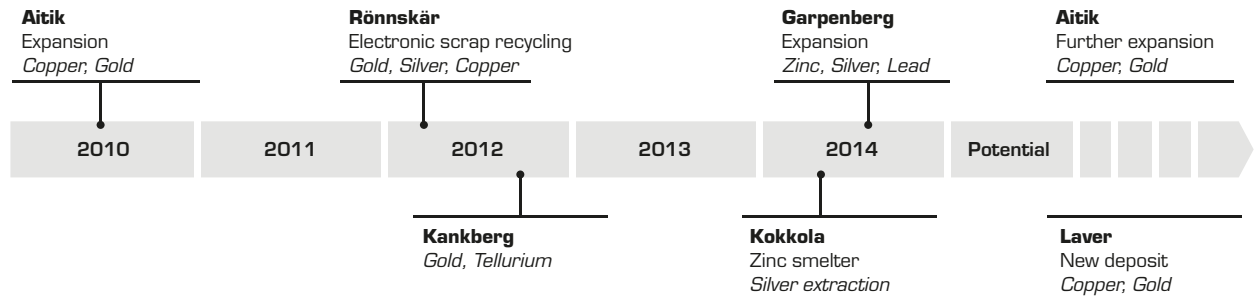 Aitik
Expansion
Copper, Gold
Rönnskär
Electronic scrap recycling
Gold, Silver, Copper
Garpenberg
Expansion
Zinc, Silver, Lead
Aitik
Further expansion
Copper, Gold
2010
2011
2012
2013
2014
Potential
Kankberg
Gold, Tellurium
Kokkola
Zinc smelter
Silver extraction
Laver
New deposit
Copper, Gold